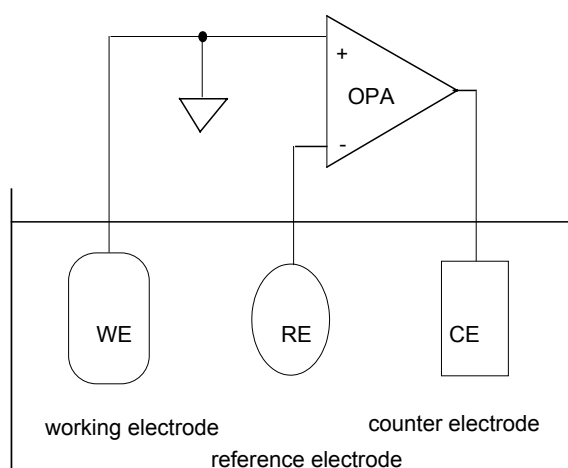 +
OPA
-
WE
RE
CE
working electrode
counter electrode
reference electrode